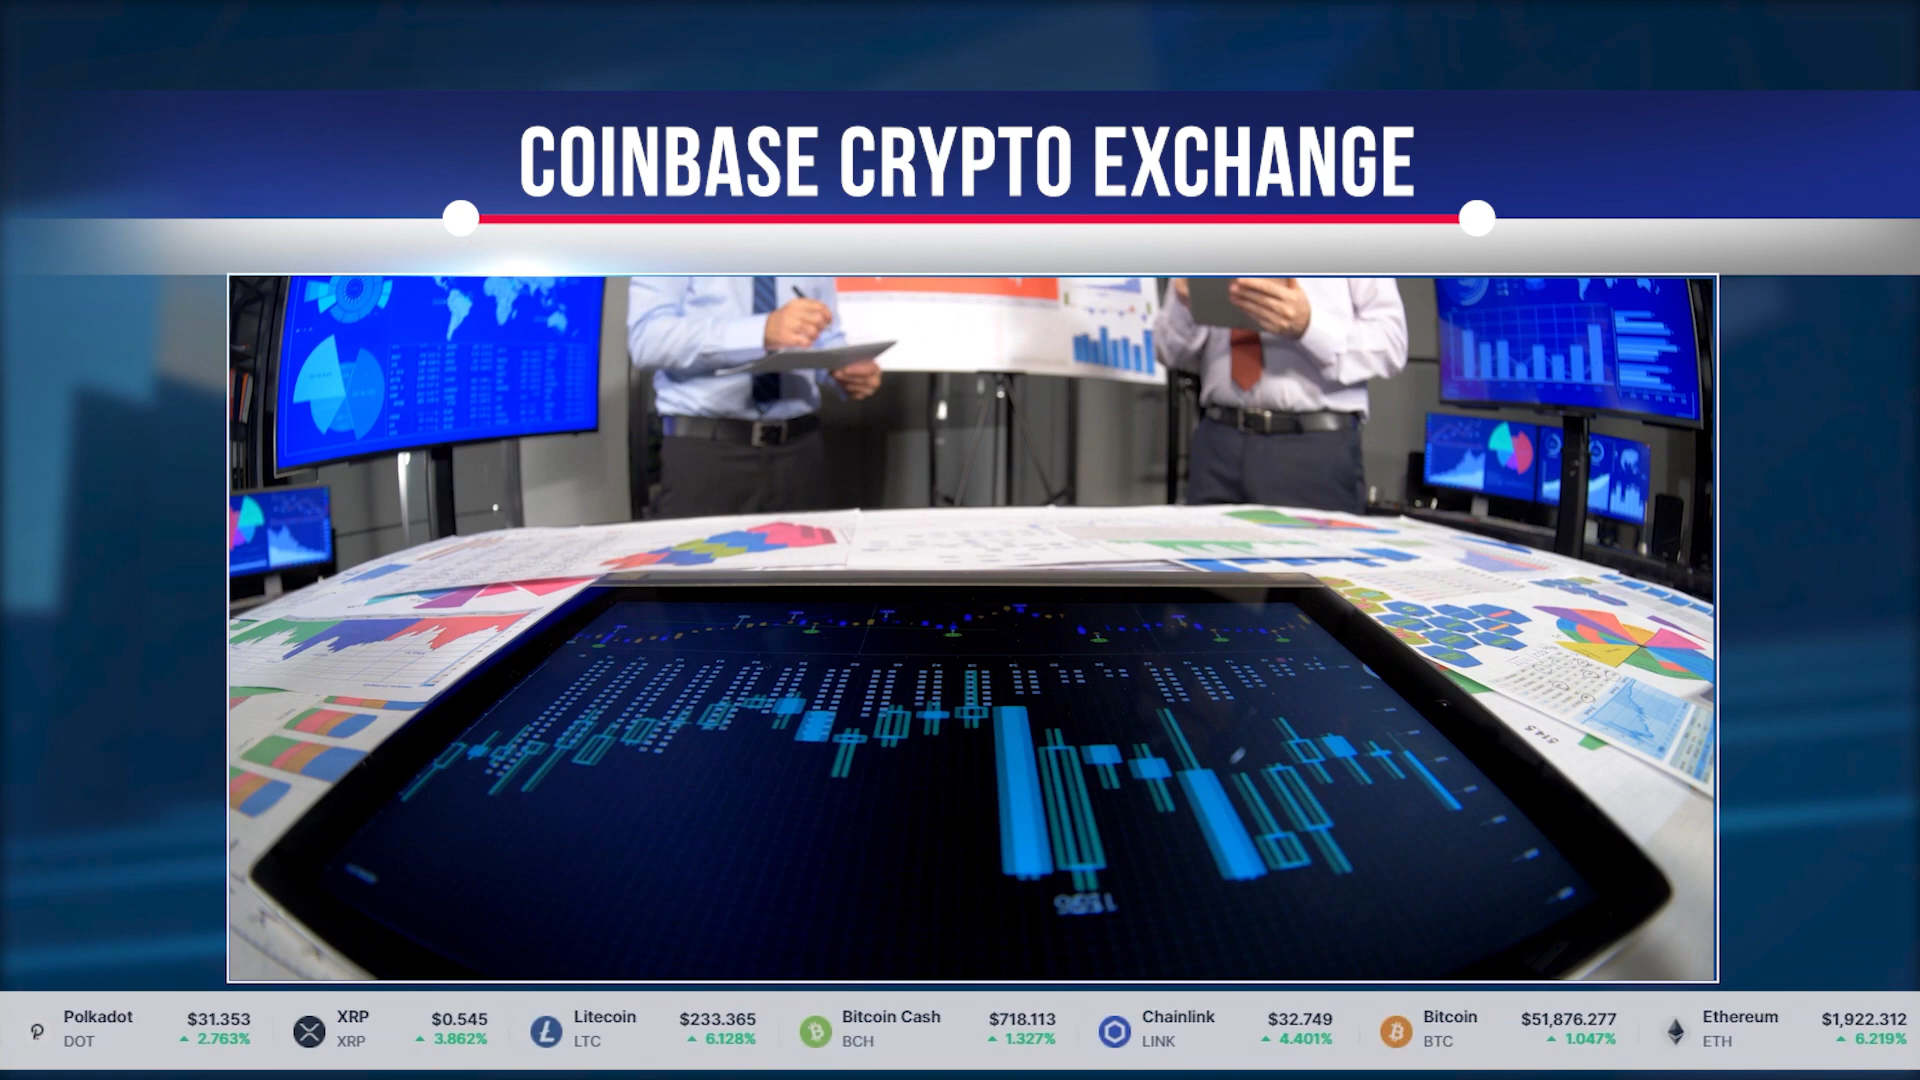 COINBASE CRYPTO EXCHANGE
5145
1596
Polkadot $31.353 XRP $0.545 Litecoin $233.365 Bitcoin Cash $718.113 Chainlink $32.749 Bitcoin $51,876.277 Ethereum $1,922.312
DOT ▲ 2.763% XRP ▲ 3.862% LTC ▲ 6.128% BCH ▲ 1.327% LINK ▲ 4.401% BTC ▲ 1.047% ETH ▲ 6.219%